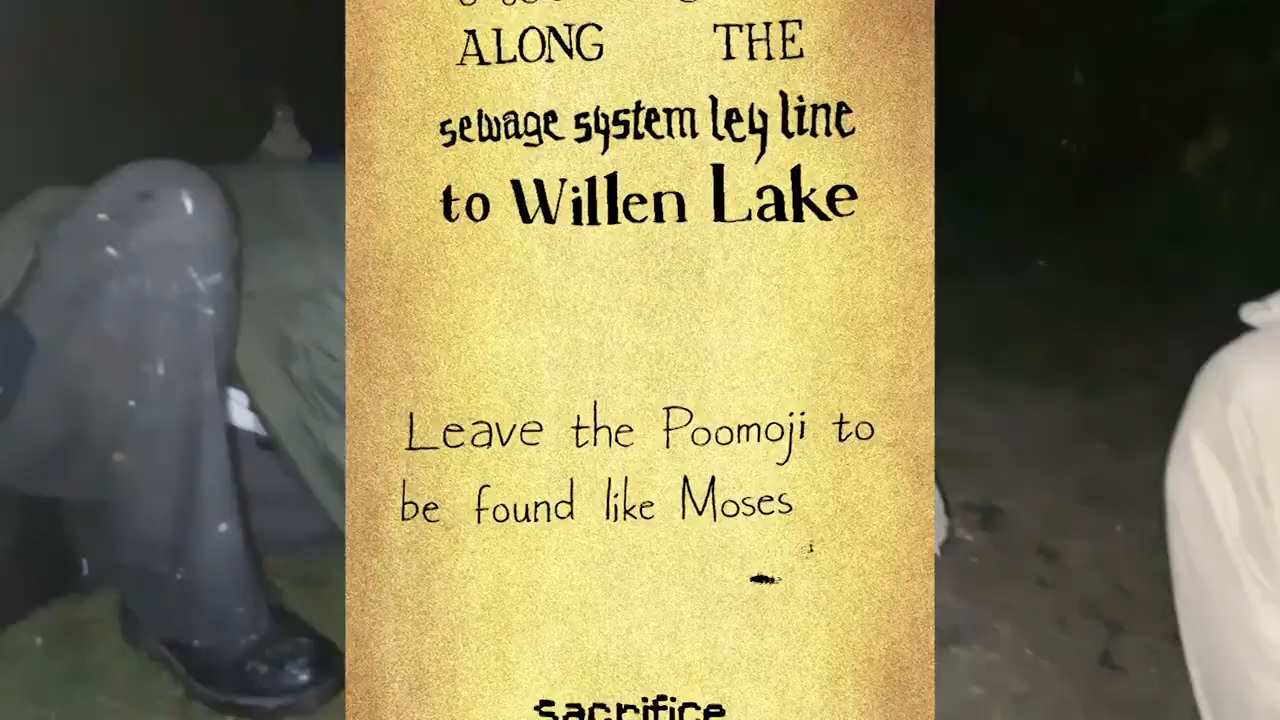 ALONG THE
sewage system ley line
to Willen Lake
Leave the Poomoji to
be found like Moses
sacrifice